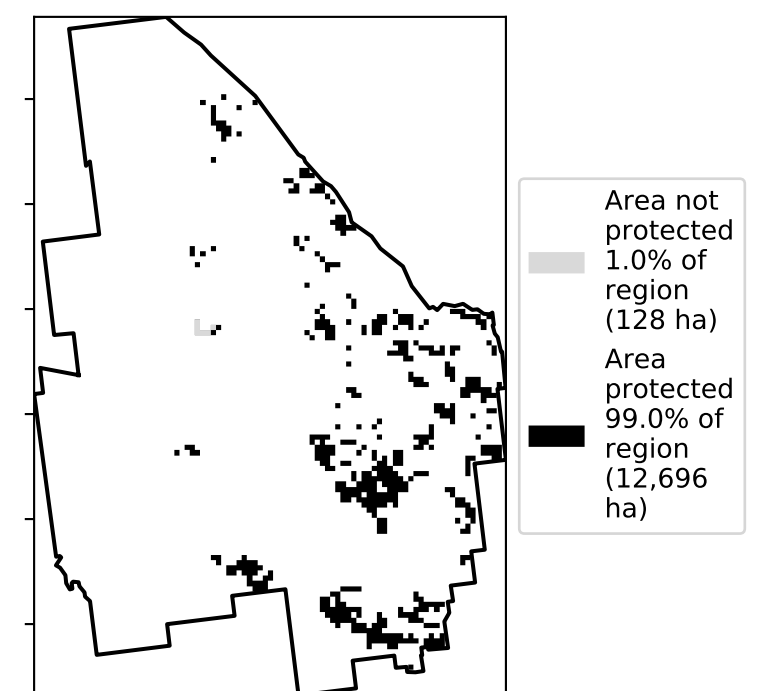 Area not
protected
1.0% of
region
(128 ha)
Area
protected
99.0% of
region
(12,696
ha)